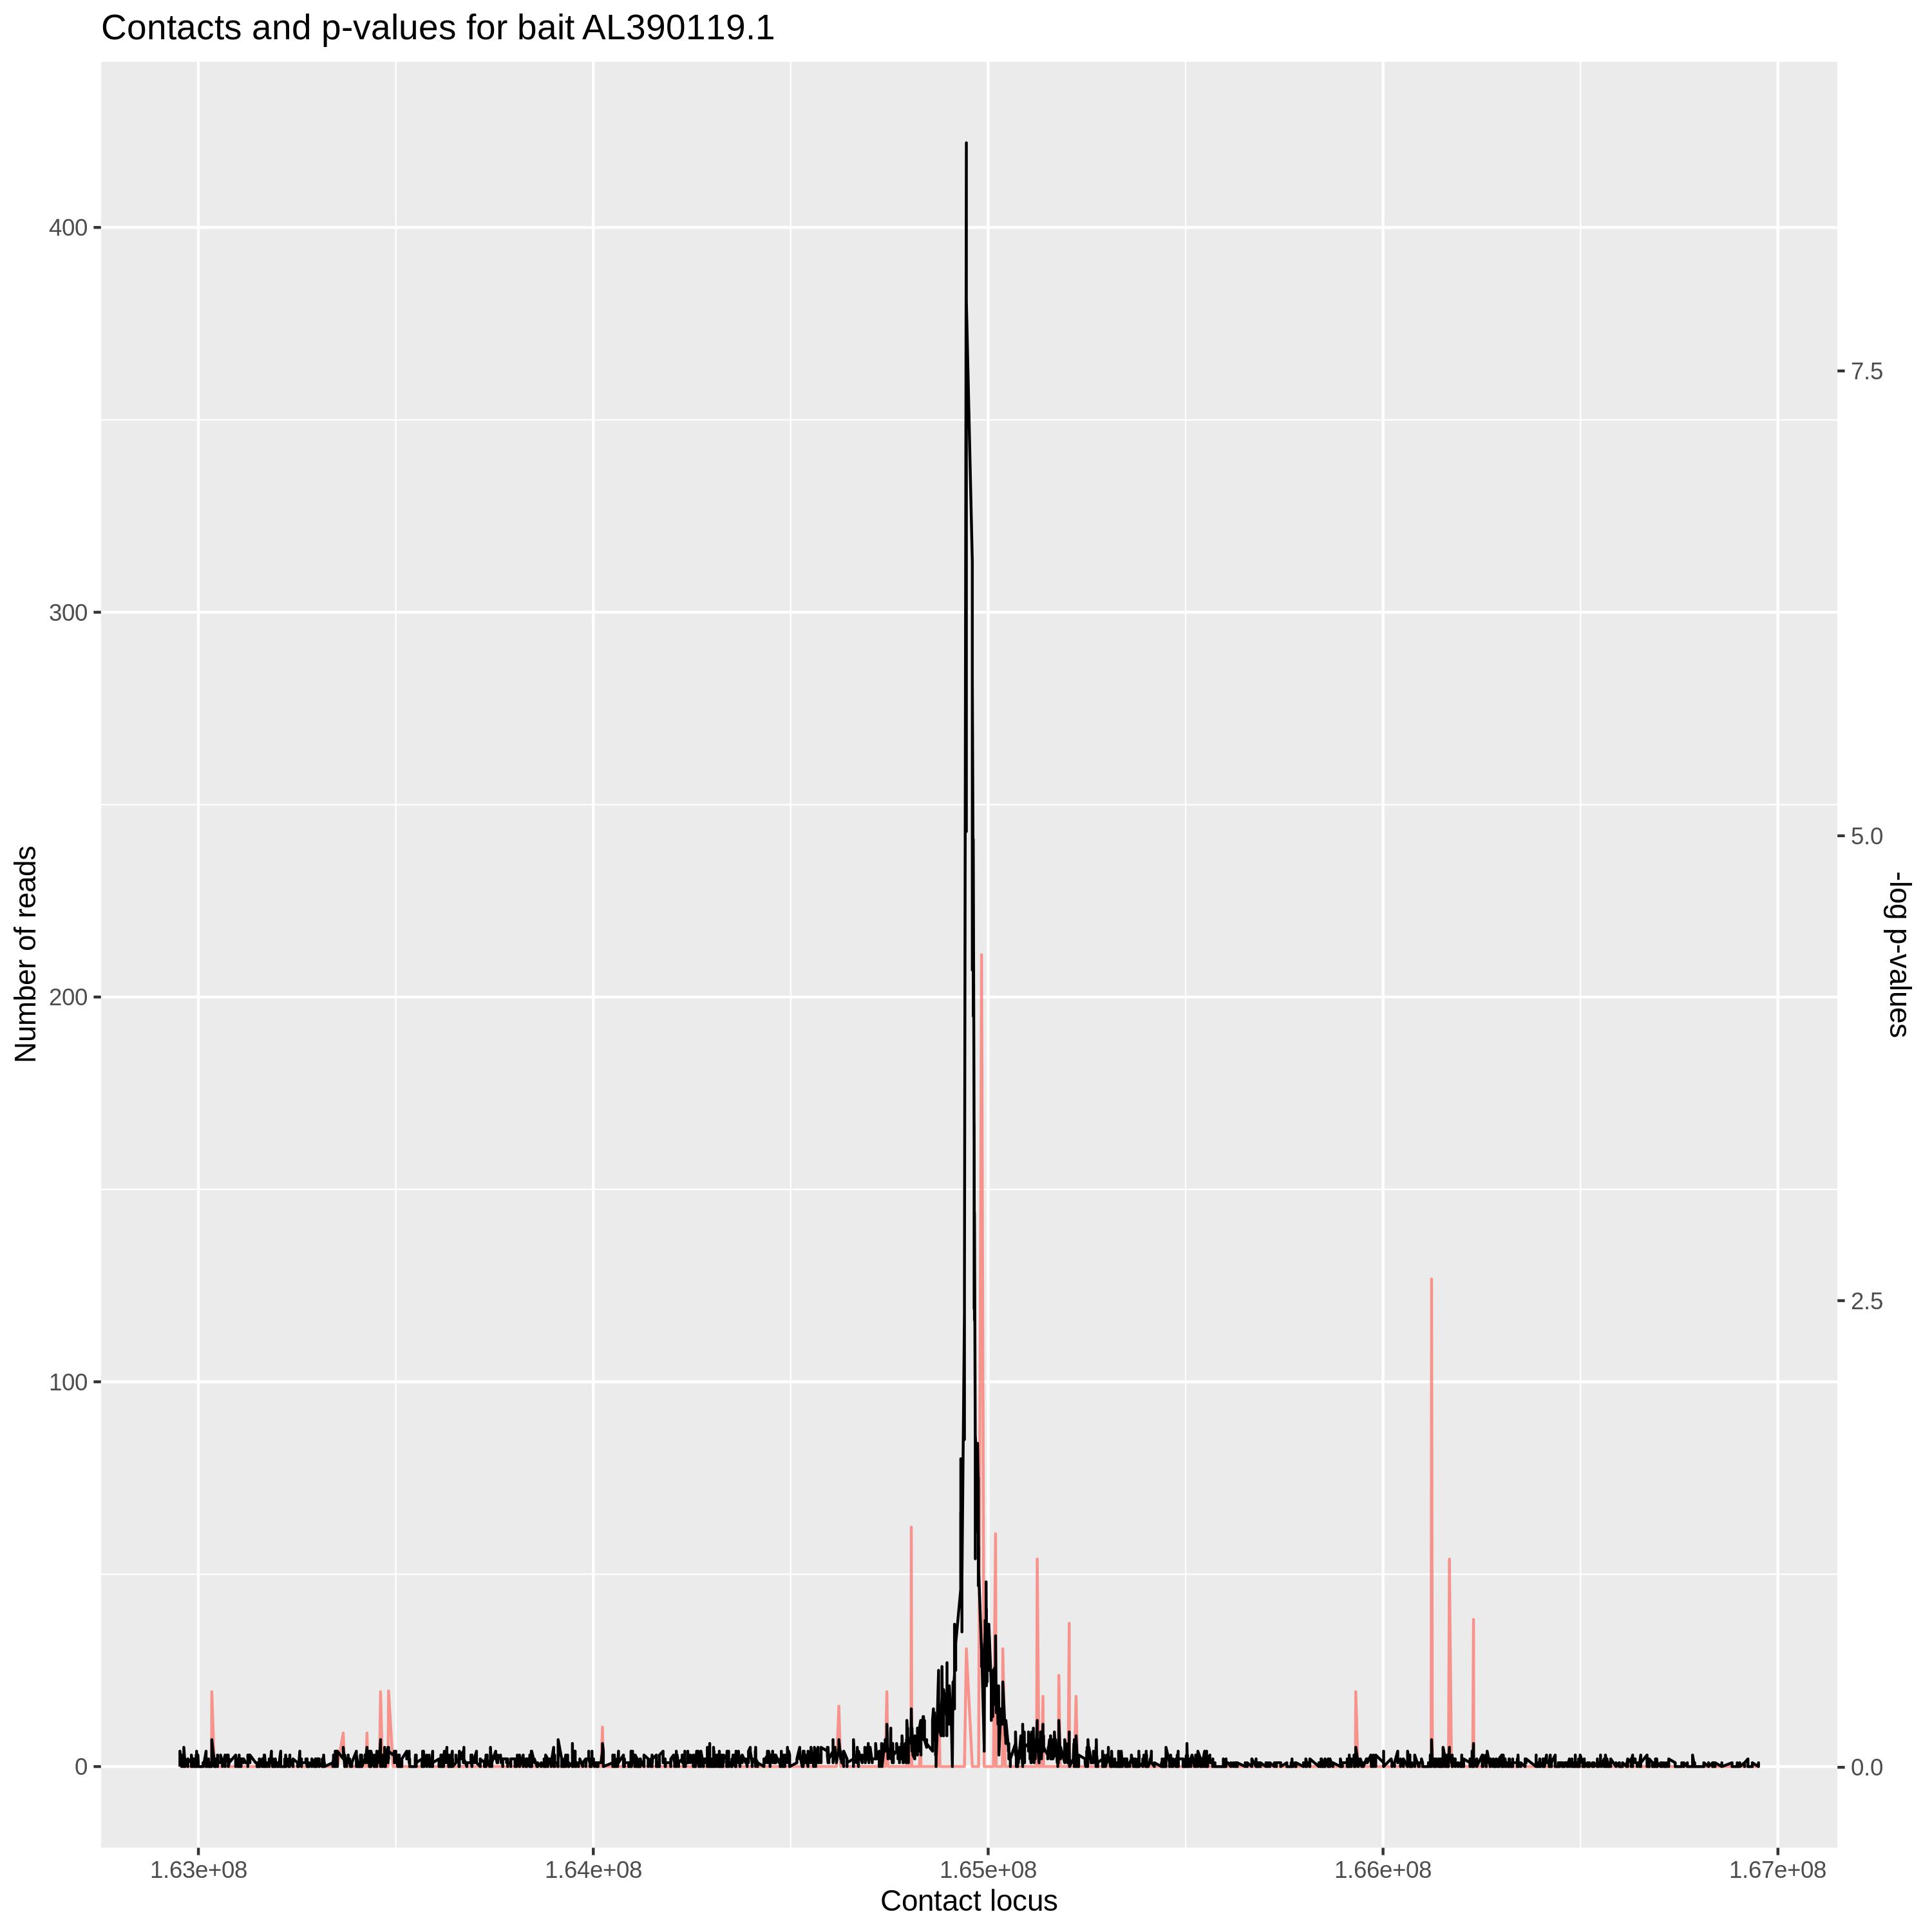 Contacts and p-values for bait AL390119.1
400
300
200
100
0
Number of reads
7.5
5.0
2.5
0.0
-log p-values
1.63e+08
1.64e+08
1.65e+08
1.66e+08
1.67e+08
Contact locus